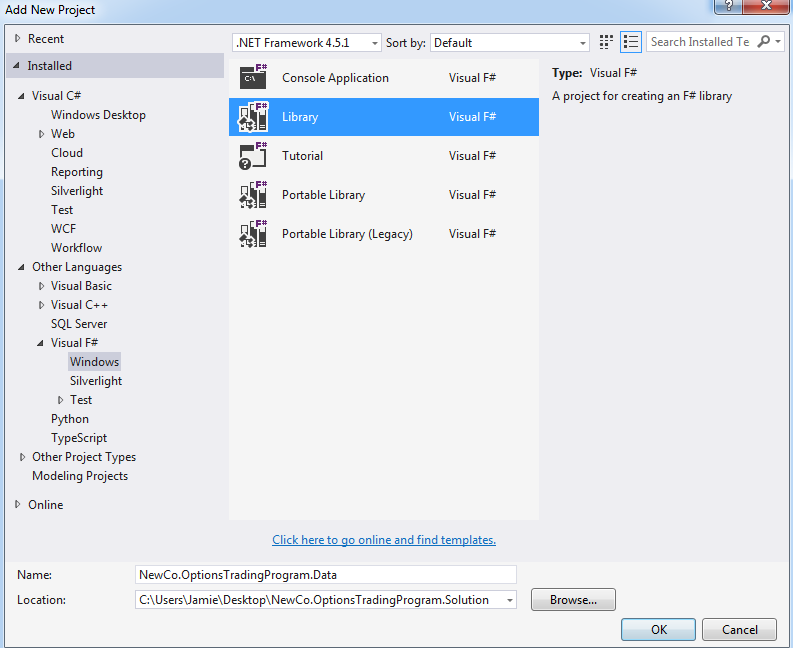 Add New Project
?
Recent
.NET Framework 4.5.1
Sort by:
Default
Search Installed Te
Installed
Visual C#
Windows Desktop
Web
Cloud
Reporting
Silverlight
Test
WCF
Workflow
Other Languages
Visual Basic
Visual C++
SQL Server
Visual F#
Windows
Silverlight
Test
Python
TypeScript
Other Project Types
Modeling Projects
Online
F#
C:\
Console Application
Visual F#
F#
Library
Visual F#
F#
?
Tutorial
Visual F#
F#
Portable Library
Visual F#
F#
Portable Library (Legacy)
Visual F#
Type: Visual F#
A project for creating an F# library
Click here to go online and find templates.
Name:
NewCo.OptionsTradingProgram.Data
Location:
C:\Users\Jamie\Desktop\NewCo.OptionsTradingProgram.Solution
Browse...
OK
Cancel